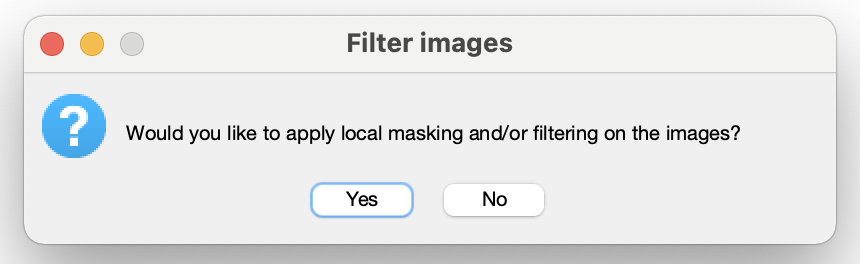 Filter images
?
Would you like to apply local masking and/or filtering on the images?
Yes
No